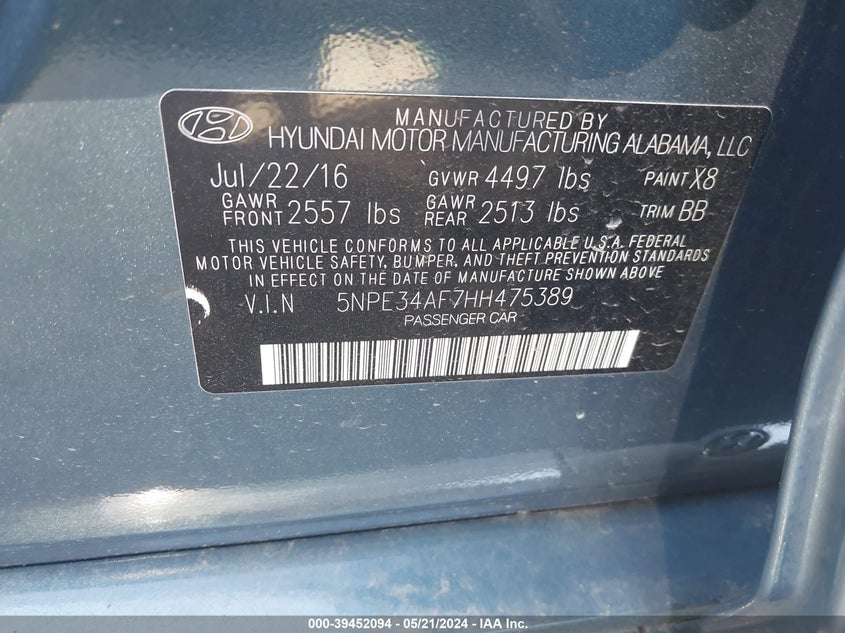 MANUFACTURED BY
HYUNDAI MOTOR MANUFACTURING ALABAMA, LLC
Jul/22/16 GVWR 4497 lbs PAINT X8
GAWR FRONT 2557 lbs GAWR REAR 2513 lbs TRIM BB
THIS VEHICLE CONFORMS TO ALL APPLICABLE U.S.A. FEDERAL
MOTOR VEHICLE SAFETY, BUMPER, AND THEFT PREVENTION STANDARDS
IN EFFECT ON THE DATE OF MANUFACTURE SHOWN ABOVE
V.I.N 5NPE34AF7HH475389
PASSENGER CAR
000-39452094 - 05/21/2024 - IAA Inc.